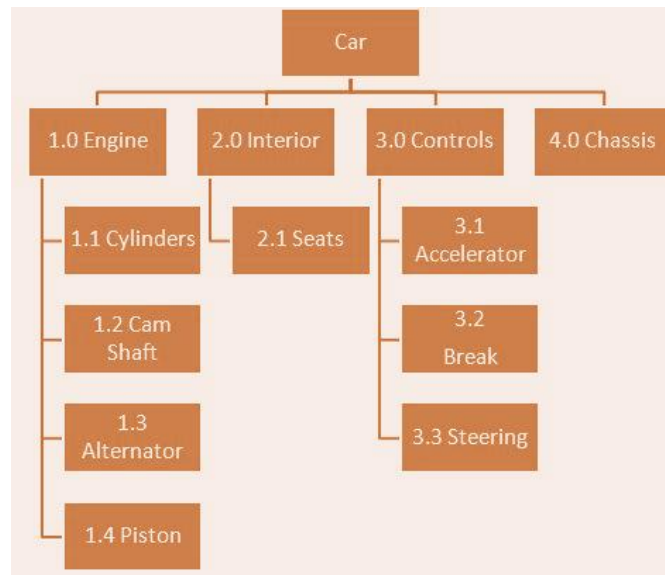 Car
1.0 Engine
2.0 Interior
3.0 Controls
4.0 Chassis
1.1 Cylinders
2.1 Seats
3.1
Accelerator
1.2 Cam
Shaft
3.2
Break
1.3
Alternator
3.3 Steering
1.4 Piston